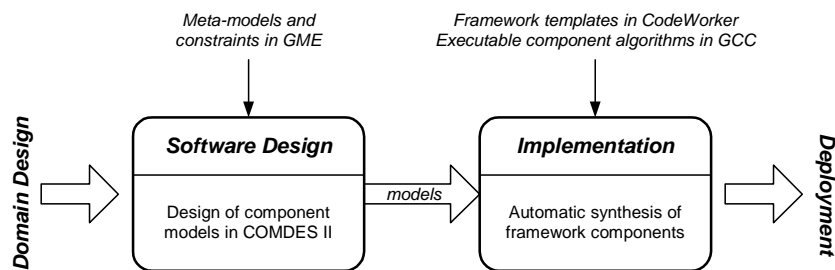 Meta-models and
constraints in GME
Framework templates in CodeWorker
Executable component algorithms in GCC
Domain Design
Software Design
Design of component
models in COMDES II
models
Implementation
Automatic synthesis of
framework components
Deployment